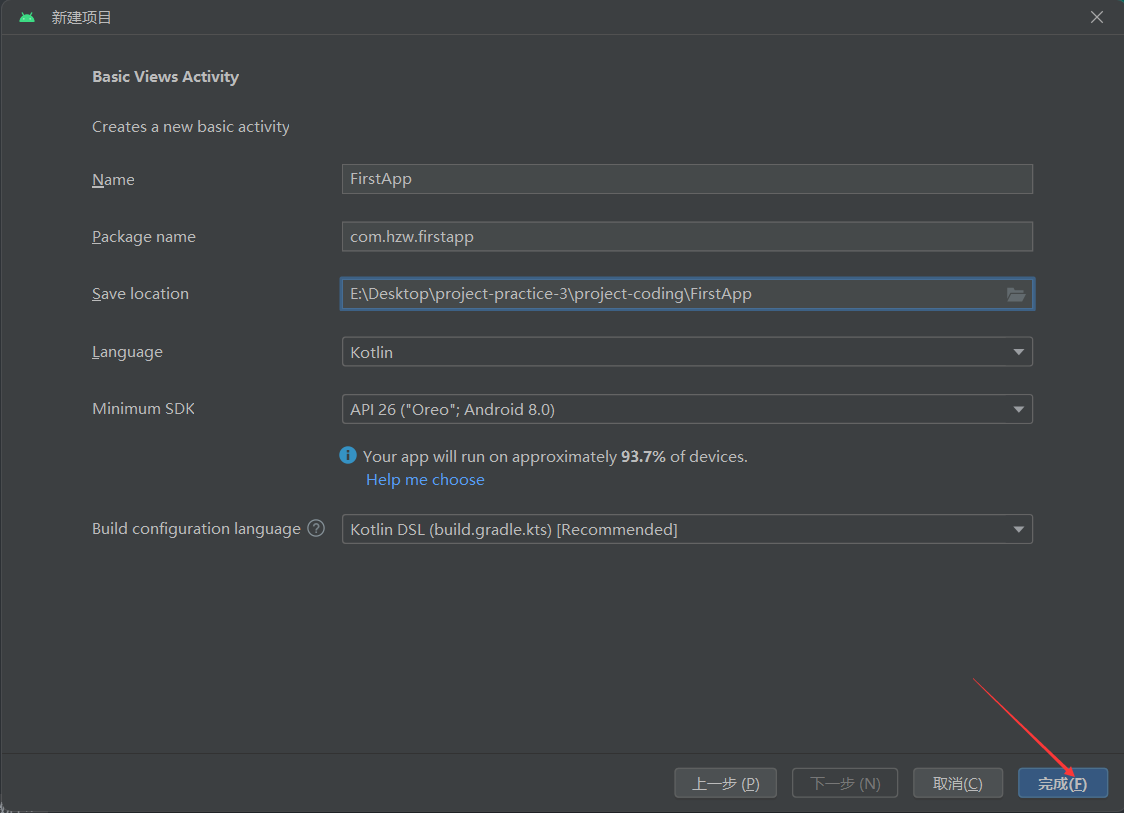 新建项目
Basic Views Activity
Creates a new basic activity
Name FirstApp
Package name com.hzw.firstapp
Save location E:\Desktop\project-practice-3\project-coding\FirstApp
Language Kotlin
Minimum SDK API 26 ("Oreo"; Android 8.0)
Your app will run on approximately 93.7% of devices.
Help me choose
Build configuration language ? Kotlin DSL (build.gradle.kts) [Recommended]
上一步 (P) 下一步 (N) 取消(C) 完成(F)